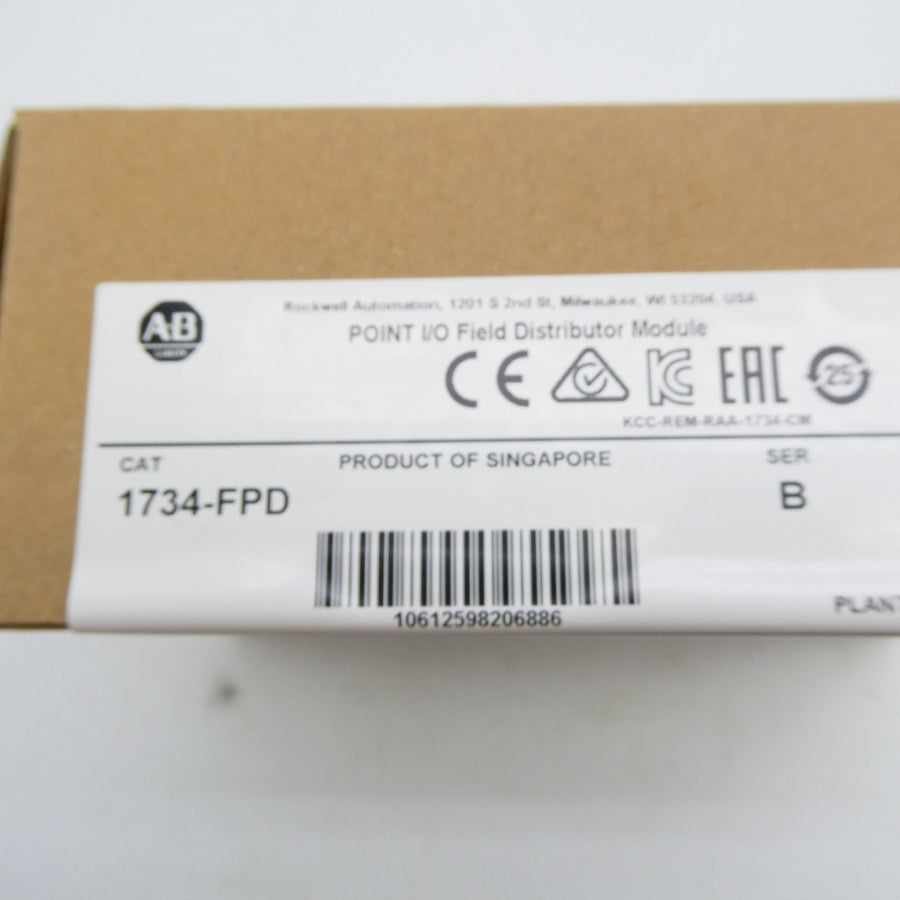 Rockwell Automation, 1201 S 2nd St, Milwaukee, WI 53204, USA
AB
POINT I/O Field Distributor Module
CE KC EAC 25
KCC-REM-RAA-1734-CW
CAT PRODUCT OF SINGAPORE SER
1734-FPD B
10612598206886
PLANT